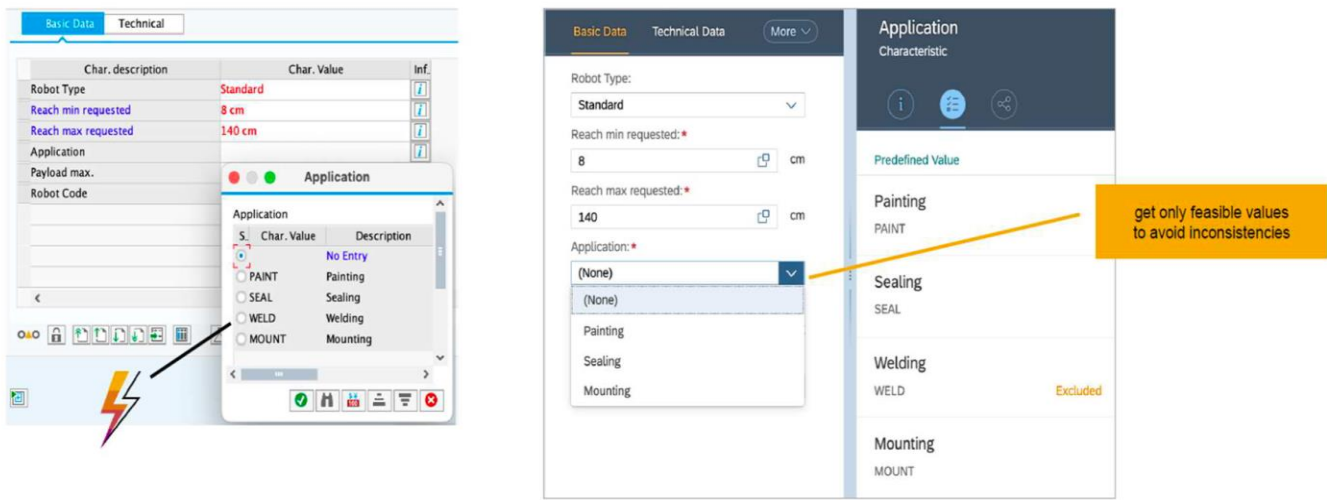 Basic Data Technical
Char. description Char. Value Inf.
Robot Type Standard
Reach min requested 8 cm
Reach max requested 140 cm
Application
Payload max.
Robot Code
Application
Application
S. Char. Value Description
No Entry
PAINT Painting
SEAL Sealing
WELD Welding
MOUNT Mounting
Basic Data Technical Data More
Robot Type:
Standard
Reach min requested:*
8 cm
Reach max requested:*
140 cm
Application:*
(None)
(None)
Painting
Sealing
Mounting
Application
Characteristic
Predefined Value
Painting
PAINT
Sealing
SEAL
Welding
WELD Excluded
Mounting
MOUNT
get only feasible values
to avoid inconsistencies